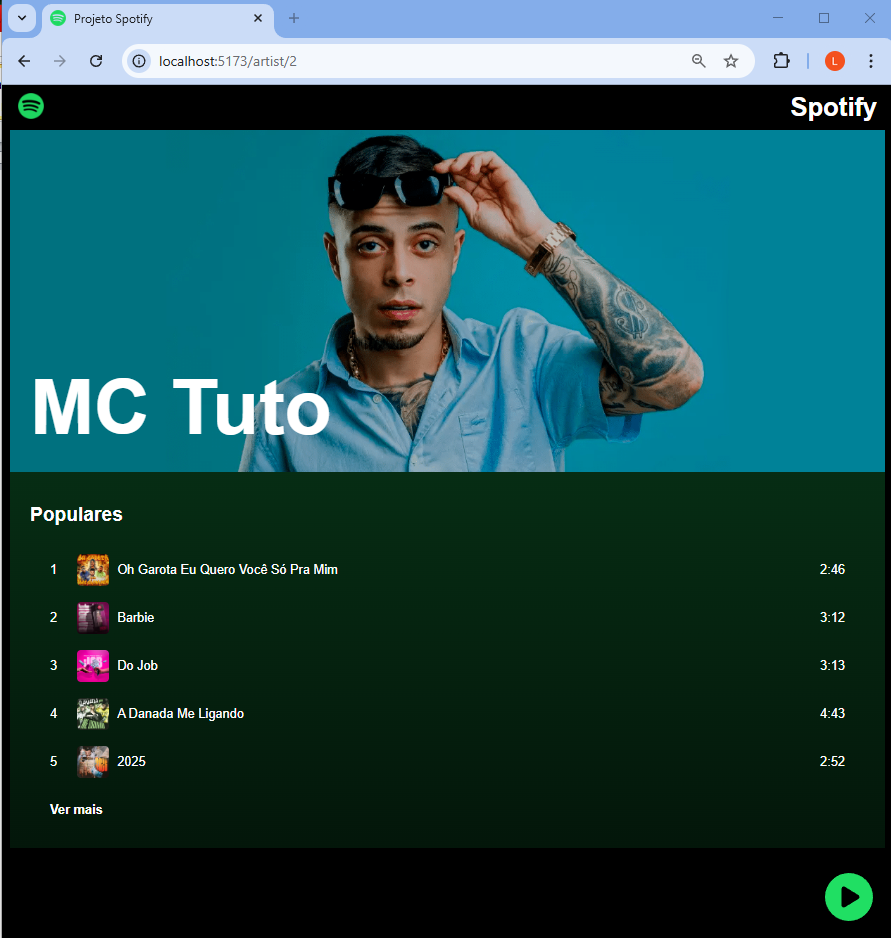 Projeto Spotify
localhost:5173/artist/2
L
Spotify
MC Tuto
Populares
1 Oh Garota Eu Quero Você Só Pra Mim 2:46
2 Barbie 3:12
3 Do Job 3:13
4 A Danada Me Ligando 4:43
5 2025 2:52
Ver mais